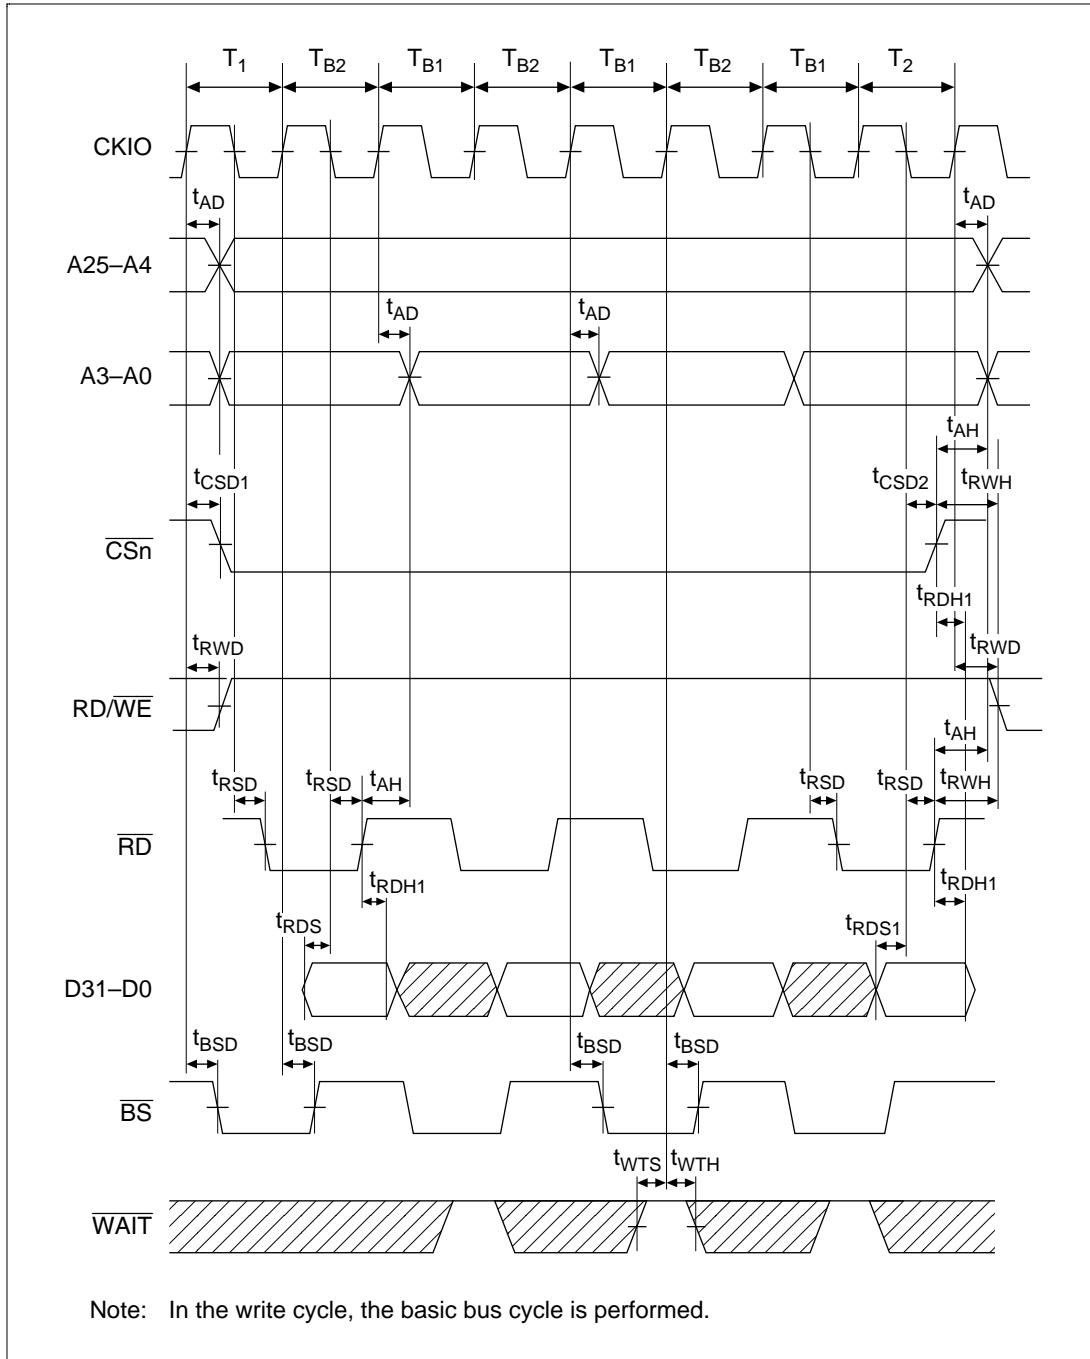 T1 TB2 TB1 TB2 TB1 TB2 TB1 T2
CKIO
tAD tAD
A25–A4
tAD tAD
A3–A0
tAH
tCSD1 tCSD2 tRWH
CSn
tRDH1
tRWD tRWD
RD/WE
tAH
tRSD tRSD tAH tRSD tRSD tRWH
RD
tRDH1 tRDH1
tRDS tRDS1
D31–D0
tBSD tBSD tBSD tBSD
BS
tWTS tWTH
WAIT
Note: In the write cycle, the basic bus cycle is performed.